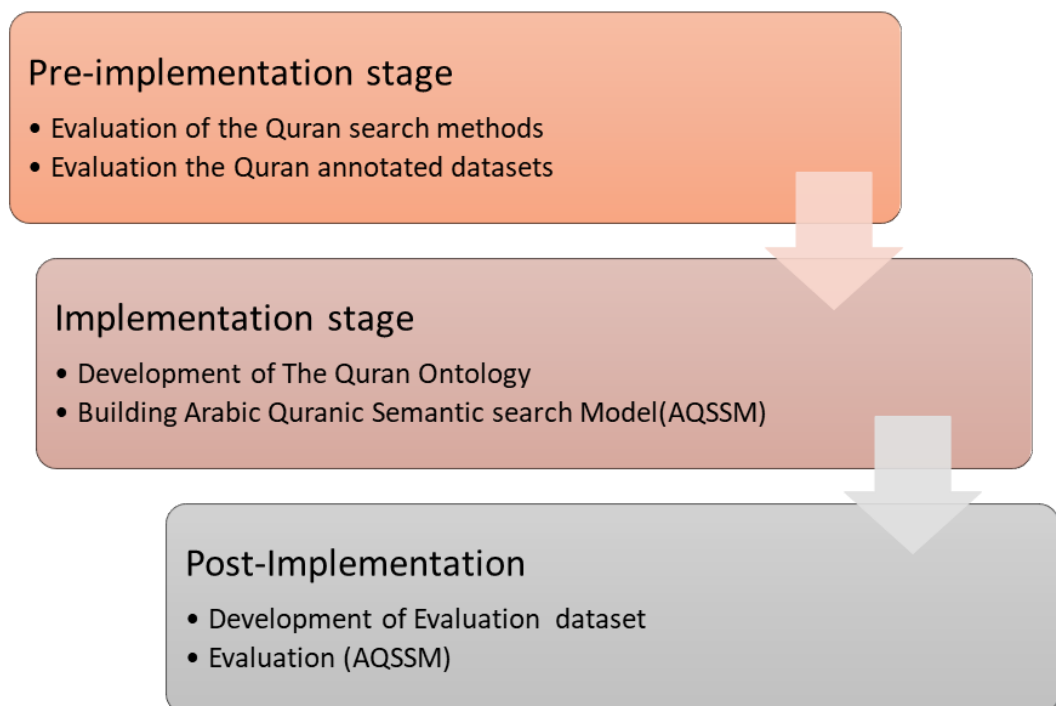 Pre-implementation stage
• Evaluation of the Quran search methods
• Evaluation the Quran annotated datasets
Implementation stage
• Development of The Quran Ontology
• Building Arabic Quranic Semantic search Model(AQSSM)
Post-Implementation
• Development of Evaluation dataset
• Evaluation (AQSSM)